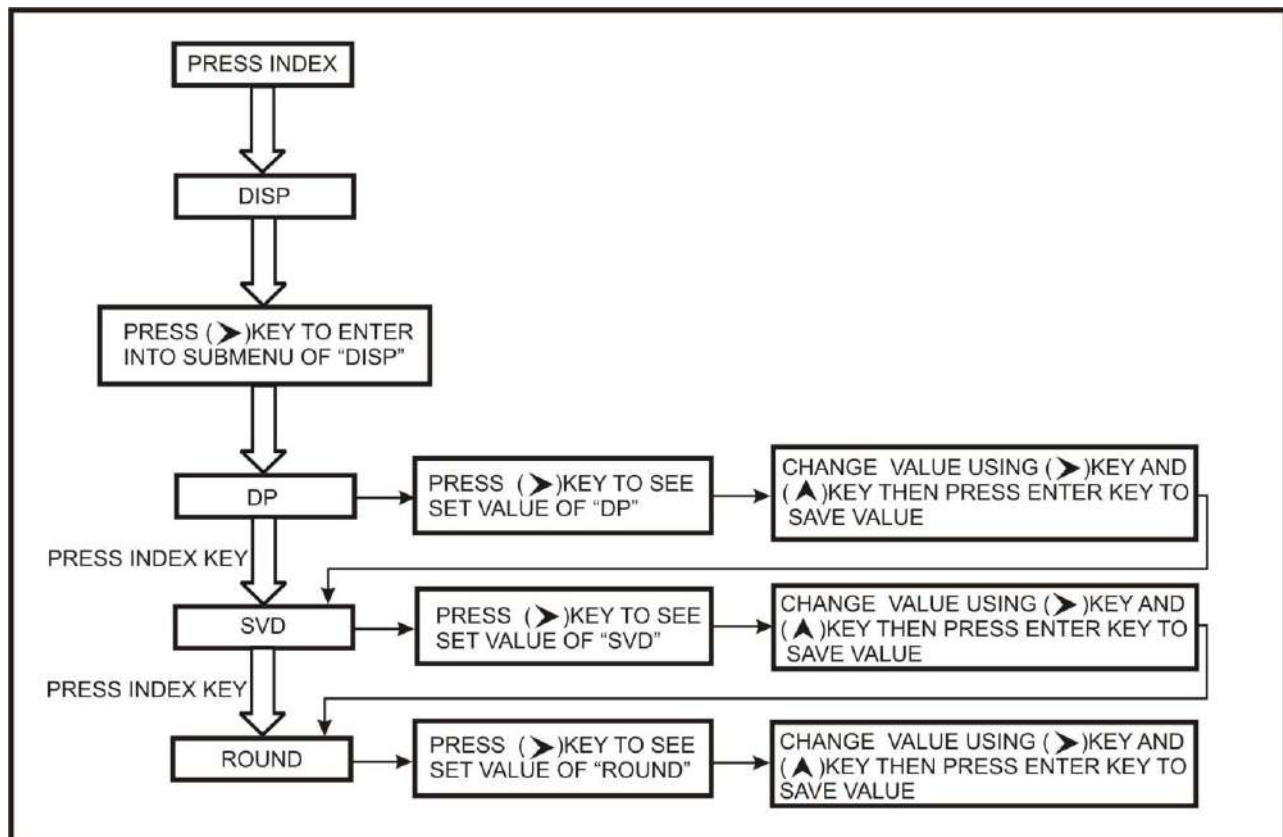 PRESS INDEX
DISP
PRESS (➤)KEY TO ENTER
INTO SUBMENU OF “DISP”
DP
PRESS (➤)KEY TO SEE
SET VALUE OF “DP”
CHANGE VALUE USING (➤)KEY AND
(⮝)KEY THEN PRESS ENTER KEY TO
SAVE VALUE
PRESS INDEX KEY
SVD
PRESS (➤)KEY TO SEE
SET VALUE OF “SVD”
CHANGE VALUE USING (➤)KEY AND
(⮝)KEY THEN PRESS ENTER KEY TO
SAVE VALUE
PRESS INDEX KEY
ROUND
PRESS (➤)KEY TO SEE
SET VALUE OF “ROUND”
CHANGE VALUE USING (➤)KEY AND
(⮝)KEY THEN PRESS ENTER KEY TO
SAVE VALUE